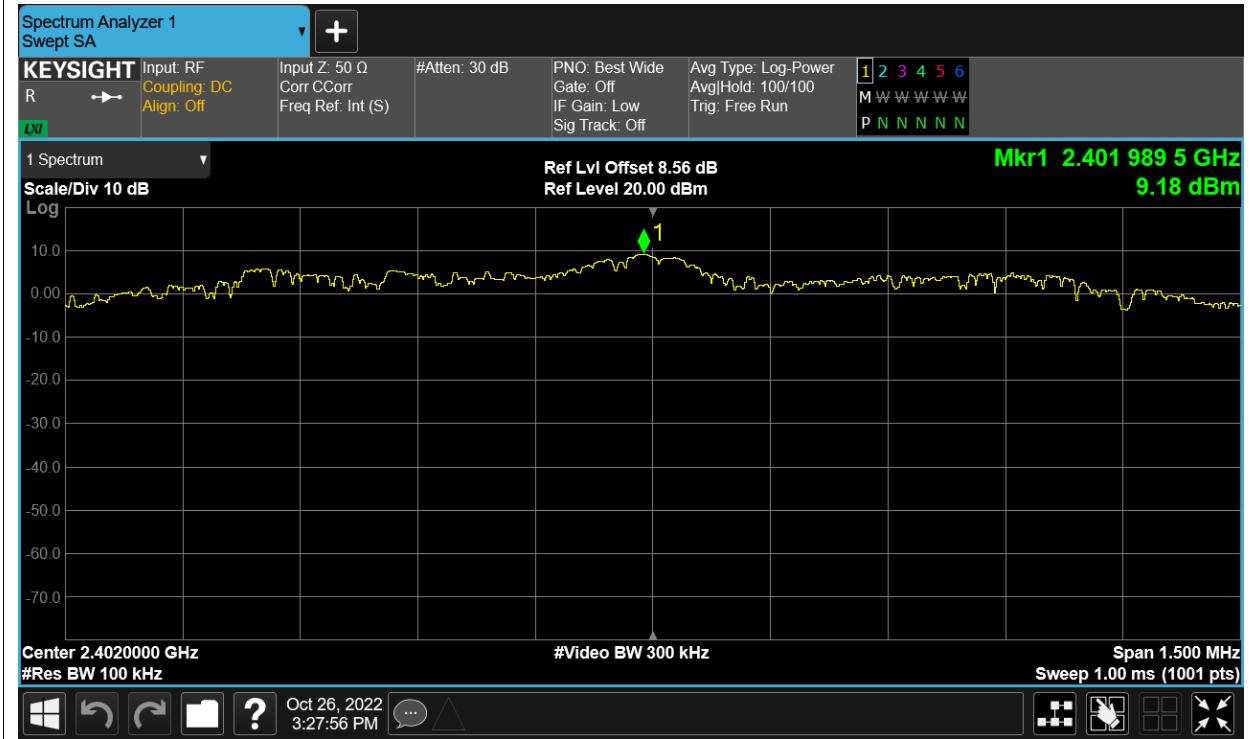 Spectrum Analyzer 1
Swept SA
KEYSIGHT
R
LXI
Input: RF
Coupling: DC
Align: Off
Input Z: 50 Ω
Corr CCorr
Freq Ref: Int (S)
#Atten: 30 dB
PNO: Best Wide
Gate: Off
IF Gain: Low
Sig Track: Off
Avg Type: Log-Power
Avg|Hold: 100/100
Trig: Free Run
1 2 3 4 5 6
M W W W W W
P N N N N N
1 Spectrum
Scale/Div 10 dB
Log
Ref Lvl Offset 8.56 dB
Ref Level 20.00 dBm
Mkr1 2.401 989 5 GHz
9.18 dBm
1
10.0
0.00
-10.0
-20.0
-30.0
-40.0
-50.0
-60.0
-70.0
Center 2.4020000 GHz
#Res BW 100 kHz
#Video BW 300 kHz
Span 1.500 MHz
Sweep 1.00 ms (1001 pts)
?
Oct 26, 2022
3:27:56 PM